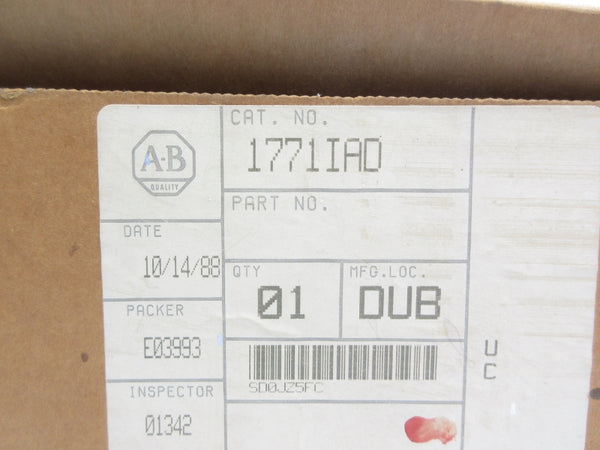 CAT. NO.
1771IAD
A-B
QUALITY
PART NO.
DATE
10/14/88
QTY
01
MFG.LOC.
DUB
PACKER
E03993
SD0JZ5FC
U
C
INSPECTOR
01342